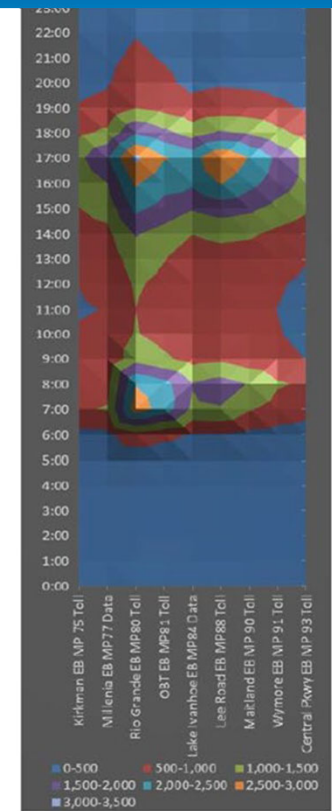 23:00
22:00
21:00
20:00
19:00
18:00
17:00
16:00
15:00
14:00
13:00
12:00
11:00
10:00
9:00
8:00
7:00
6:00
5:00
4:00
3:00
2:00
1:00
0:00
Kirkman EB MP 75 Toll
Millenia EB MP77 Data
Rio Grande EB MP80 Toll
OBT EB MP81 Toll
Lake Ivanhoe EB MP84 Data
Lee Road EB MP88 Toll
Maitland EB MP 90 Toll
Wymore EB MP 91 Toll
Central Pkwy EB MP 93 Toll
0-500 500-1,000 1,000-1,500
1,500-2,000 2,000-2,500 2,500-3,000
3,000-3,500